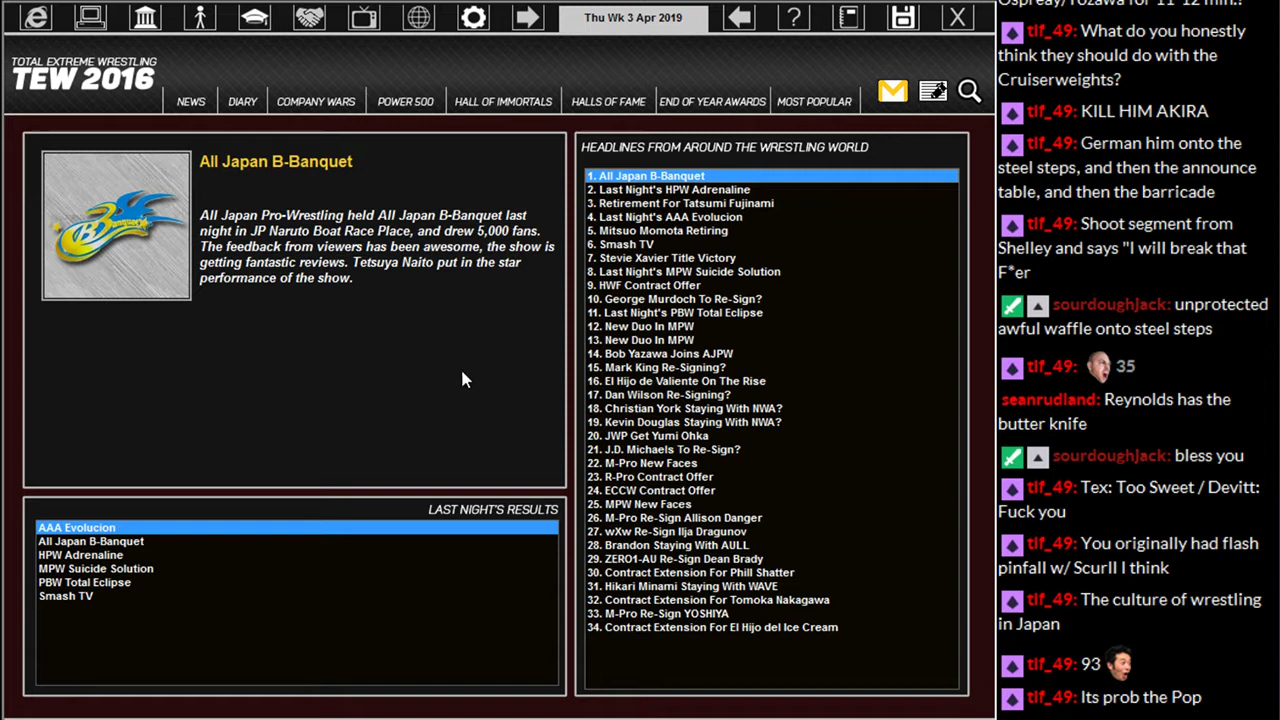 Thu Wk 3 Apr 2019
TOTAL EXTREME WRESTLING
TEW 2016
NEWS
DIARY
COMPANY WARS
POWER 500
HALL OF IMMORTALS
HALLS OF FAME
END OF YEAR AWARDS
MOST POPULAR
All Japan B-Banquet
All Japan Pro-Wrestling held All Japan B-Banquet last
night in JP Naruto Boat Race Place, and drew 5,000 fans.
The feedback from viewers has been awesome, the show is
getting fantastic reviews. Tetsuya Naito put in the star
performance of the show.
LAST NIGHT'S RESULTS
AAA Evolucion
All Japan B-Banquet
HPW Adrenaline
MPW Suicide Solution
PBW Total Eclipse
Smash TV
HEADLINES FROM AROUND THE WRESTLING WORLD
1. All Japan B-Banquet
2. Last Night's HPW Adrenaline
3. Retirement For Tatsumi Fujinami
4. Last Night's AAA Evolucion
5. Mitsuo Momota Retiring
6. Smash TV
7. Stevie Xavier Title Victory
8. Last Night's MPW Suicide Solution
9. HWF Contract Offer
10. George Murdoch To Re-Sign?
11. Last Night's PBW Total Eclipse
12. New Duo In MPW
13. New Duo In MPW
14. Bob Yazawa Joins AJPW
15. Mark King Re-Signing?
16. El Hijo de Valiente On The Rise
17. Dan Wilson Re-Signing?
18. Christian York Staying With NWA?
19. Kevin Douglas Staying With NWA?
20. JWP Get Yumi Ohka
21. J.D. Michaels To Re-Sign?
22. M-Pro New Faces
23. R-Pro Contract Offer
24. ECCW Contract Offer
25. MPW New Faces
26. M-Pro Re-Sign Allison Danger
27. wXw Re-Sign Ilja Dragunov
28. Brandon Staying With AULL
29. ZERO1-AU Re-Sign Dean Brady
30. Contract Extension For Phill Shatter
31. Hikari Minami Staying With WAVE
32. Contract Extension For Tomoka Nakagawa
33. M-Pro Re-Sign YOSHIYA
34. Contract Extension For El Hijo del Ice Cream
tlf_49: What do you honestly
think they should do with the
Cruiserweights?
tlf_49: KILL HIM AKIRA
tlf_49: German him onto the
steel steps, and then the announce
table, and then the barricade
tlf_49: Shoot segment from
Shelley and says "I will break that
F*er
sourdoughjack: unprotected
awful waffle onto steel steps
tlf_49: 35
seanrudland: Reynolds has the
butter knife
sourdoughjack: bless you
tlf_49: Tex: Too Sweet / Devitt:
Fuck you
tlf_49: You originally had flash
pinfall w/ Scurll I think
tlf_49: The culture of wrestling
in Japan
tlf_49: 93
tlf_49: Its prob the Pop